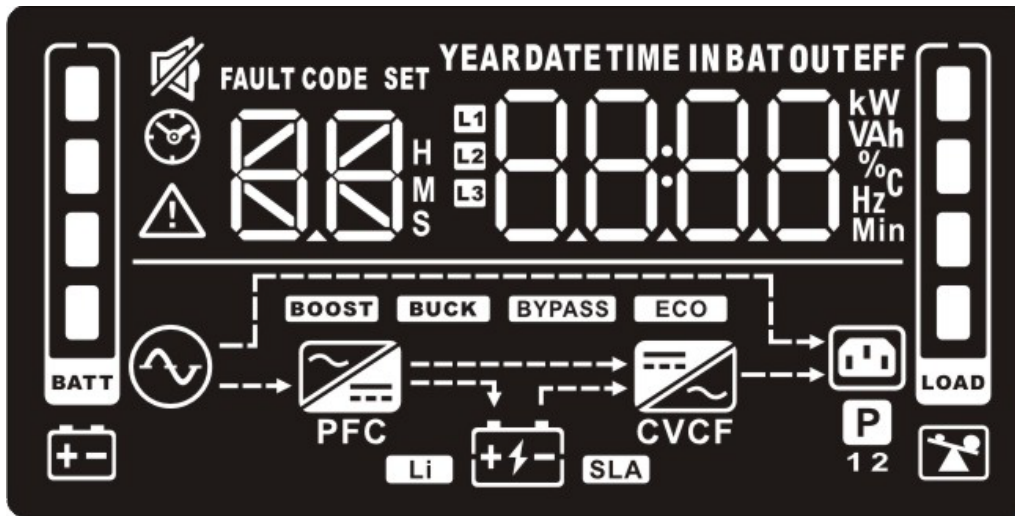 YEAR DATE TIME IN BAT OUT EFF
FAULT CODE SET
kW
L1
VAh
H
L2
%
°C
M
L3
Hz
S
Min
BOOST BUCK BYPASS ECO
BATT
LOAD
PFC
CVCF
P
Li
SLA
1 2